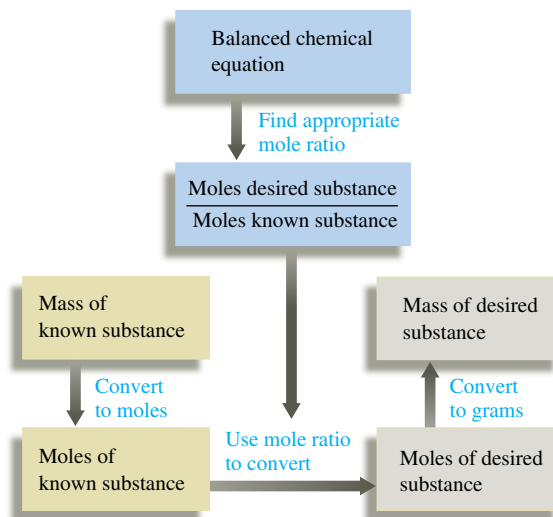 Balanced chemical
equation
Find appropriate
mole ratio
Moles desired substance
Moles known substance
Mass of
known substance
Mass of desired
substance
Convert
to moles
Convert
to grams
Use mole ratio
to convert
Moles of
known substance
Moles of desired
substance